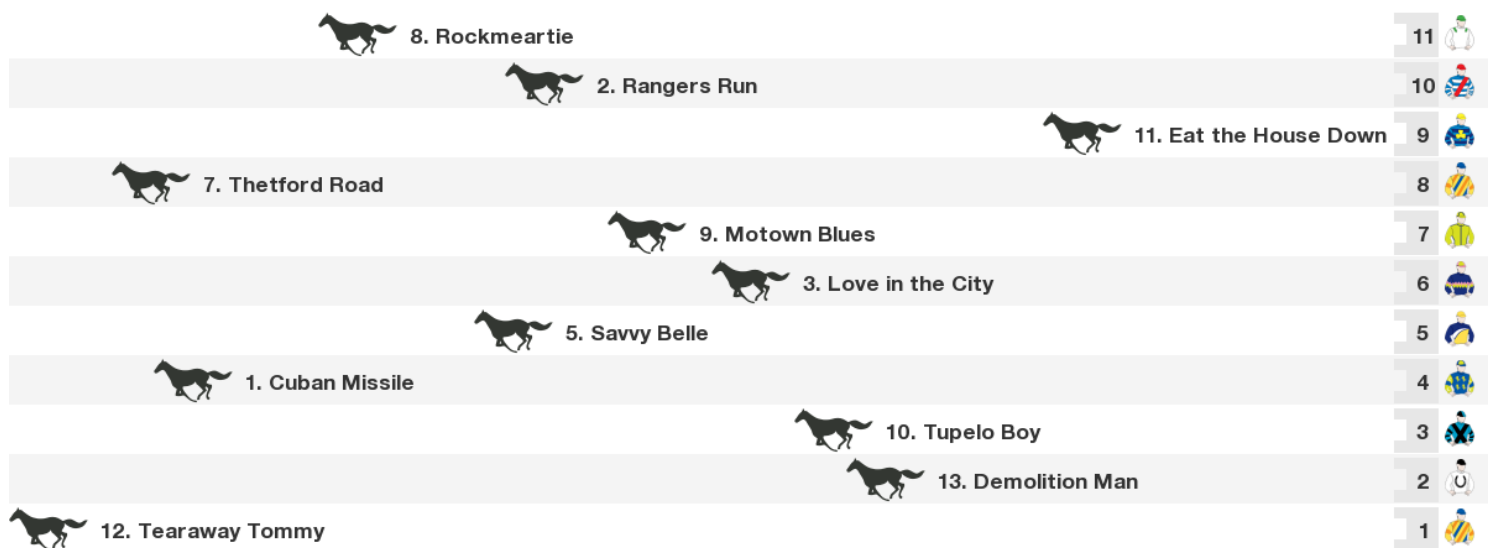 8. Rockmeartie 11
2. Rangers Run 10
11. Eat the House Down 9
7. Thetford Road 8
9. Motown Blues 7
3. Love in the City 6
5. Savvy Belle 5
1. Cuban Missile 4
10. Tupelo Boy 3
13. Demolition Man 2
12. Tearaway Tommy 1